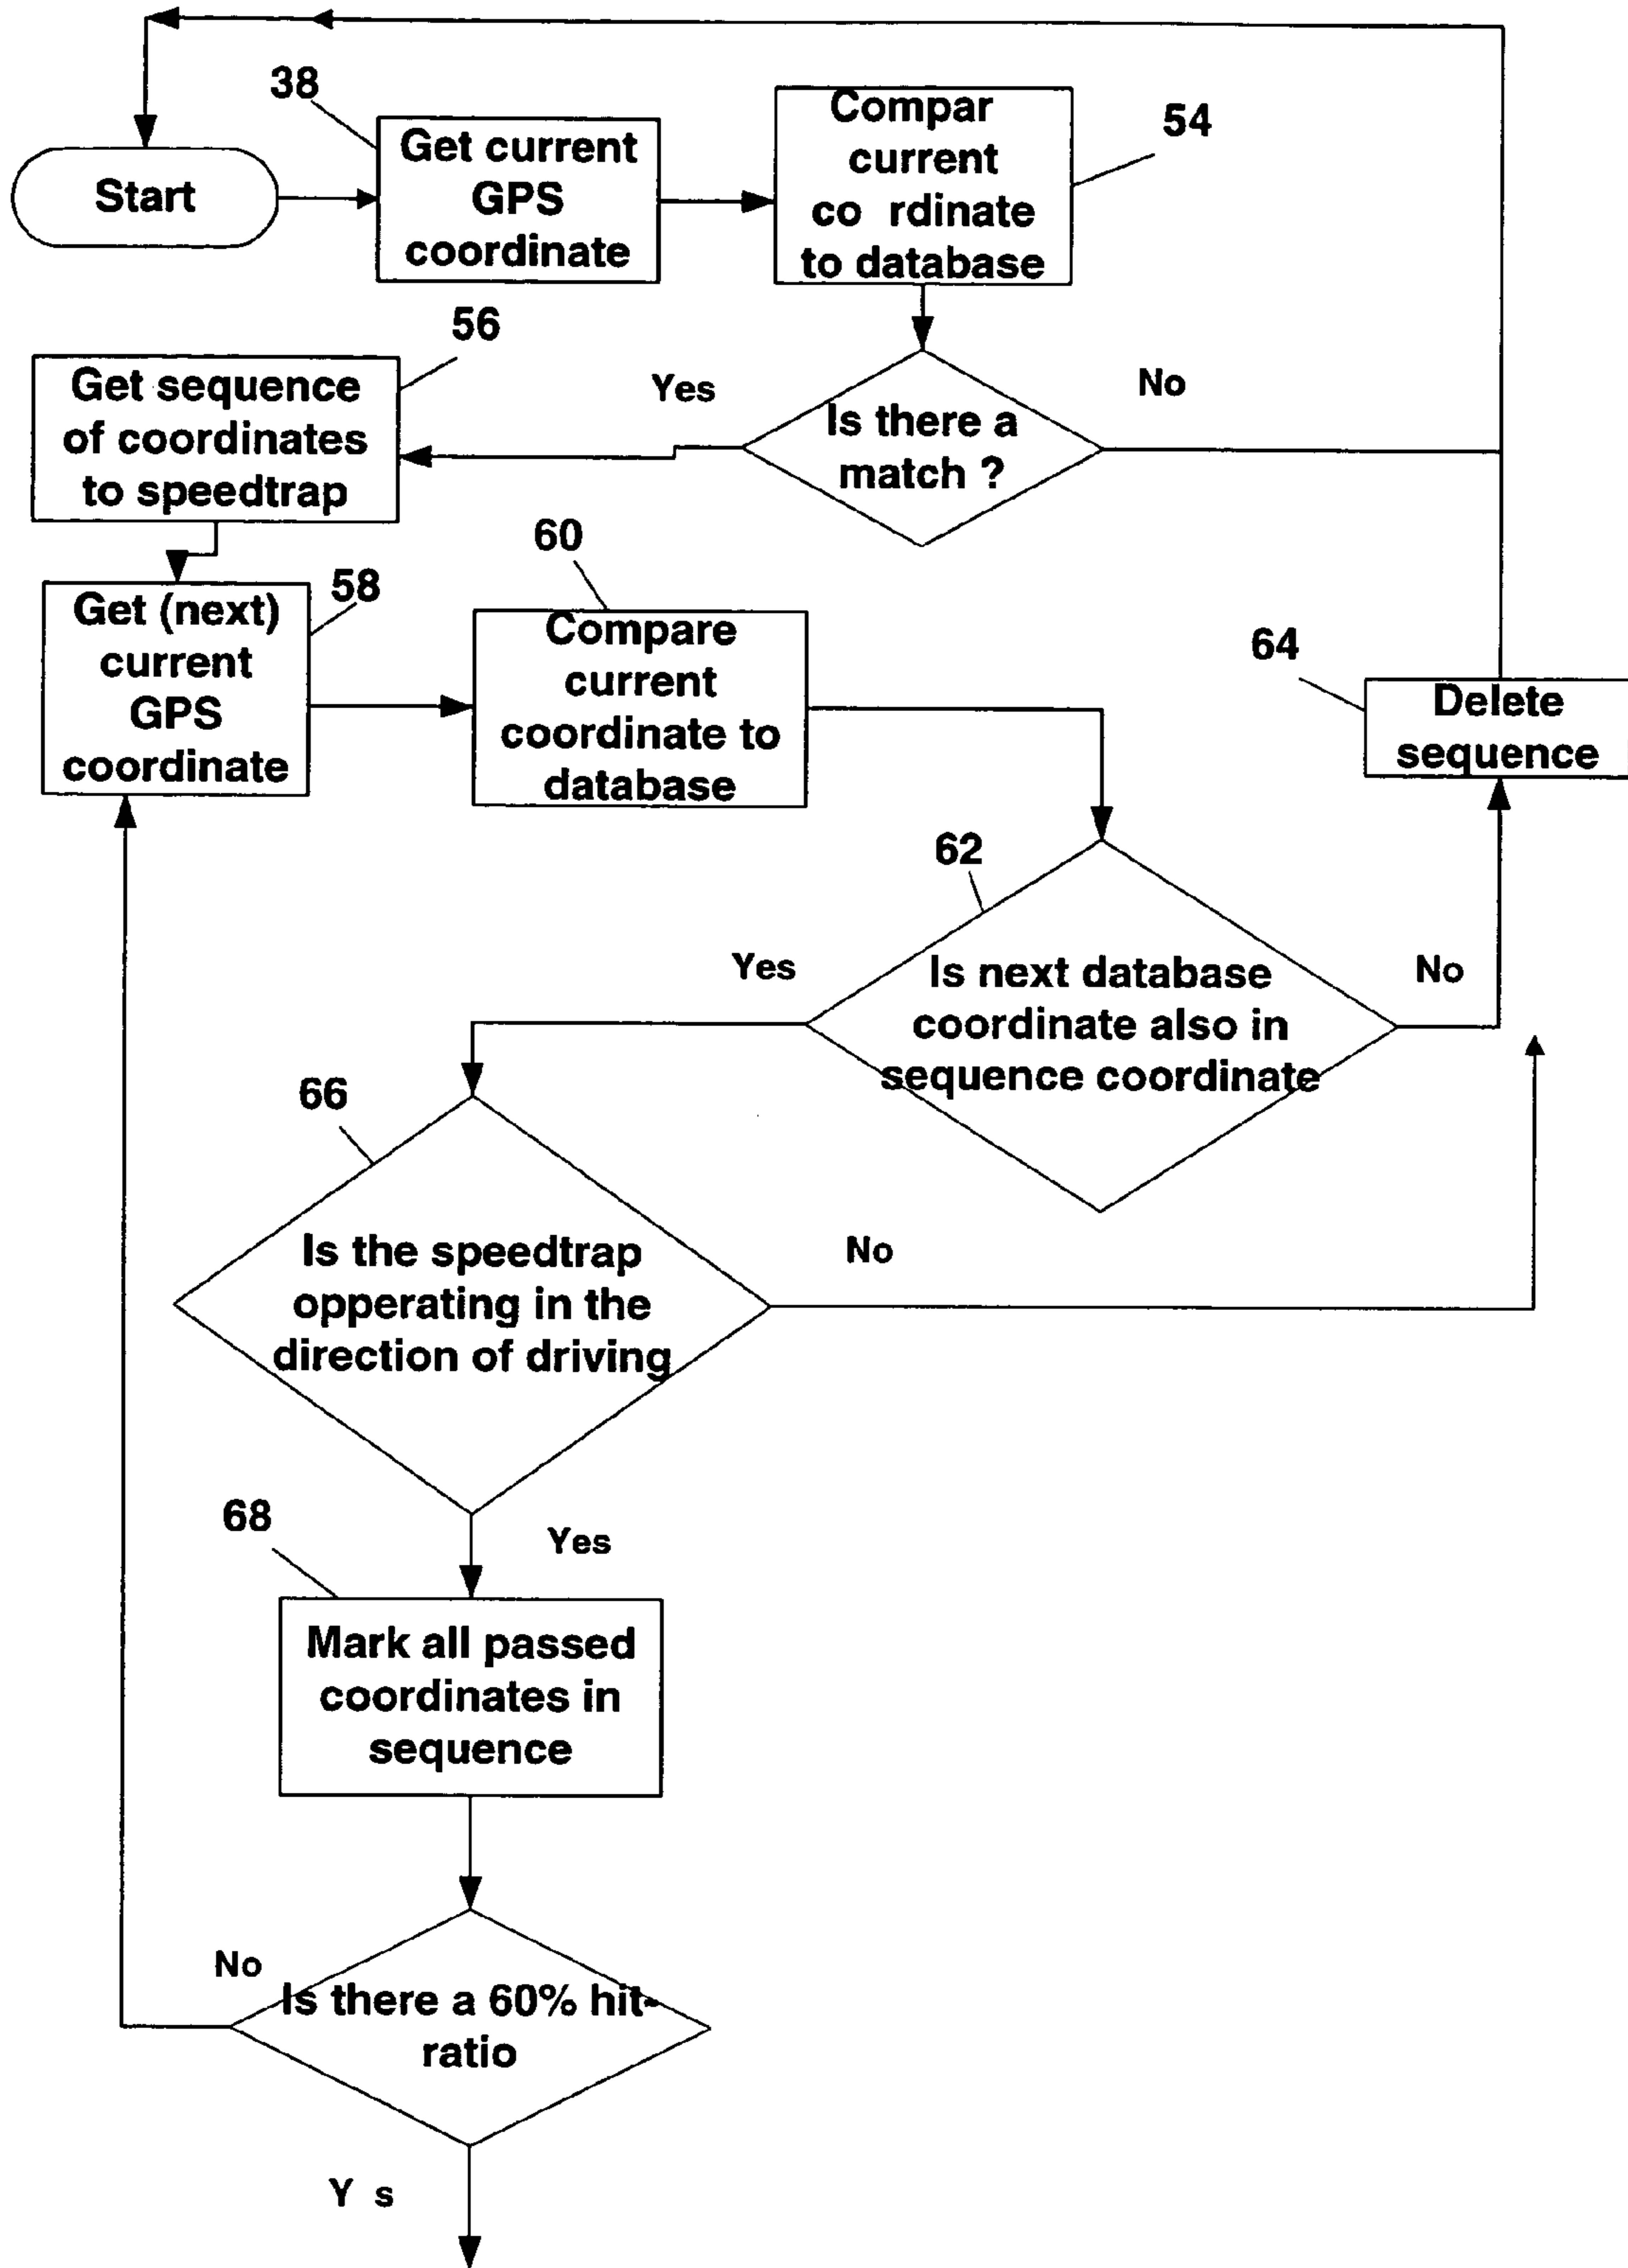 38
Compar
54
Get current
GPS
coordinate
current
co rdinate
to database
Start
56
Get sequence
of coordinates
to speedtrap
Yes
No
Is there a
match ?
60
58
Get (next)
current
GPS
coordinate
Compare
current
coordinate to
database
64
Delete
sequence
62
Yes
No
Is next database
coordinate also in
sequence coordinate
66
Is the speedtrap
opperating in the
direction of driving
No
68
Yes
Mark all passed
coordinates in
sequence
No
Is there a 60% hit-
ratio
Y s